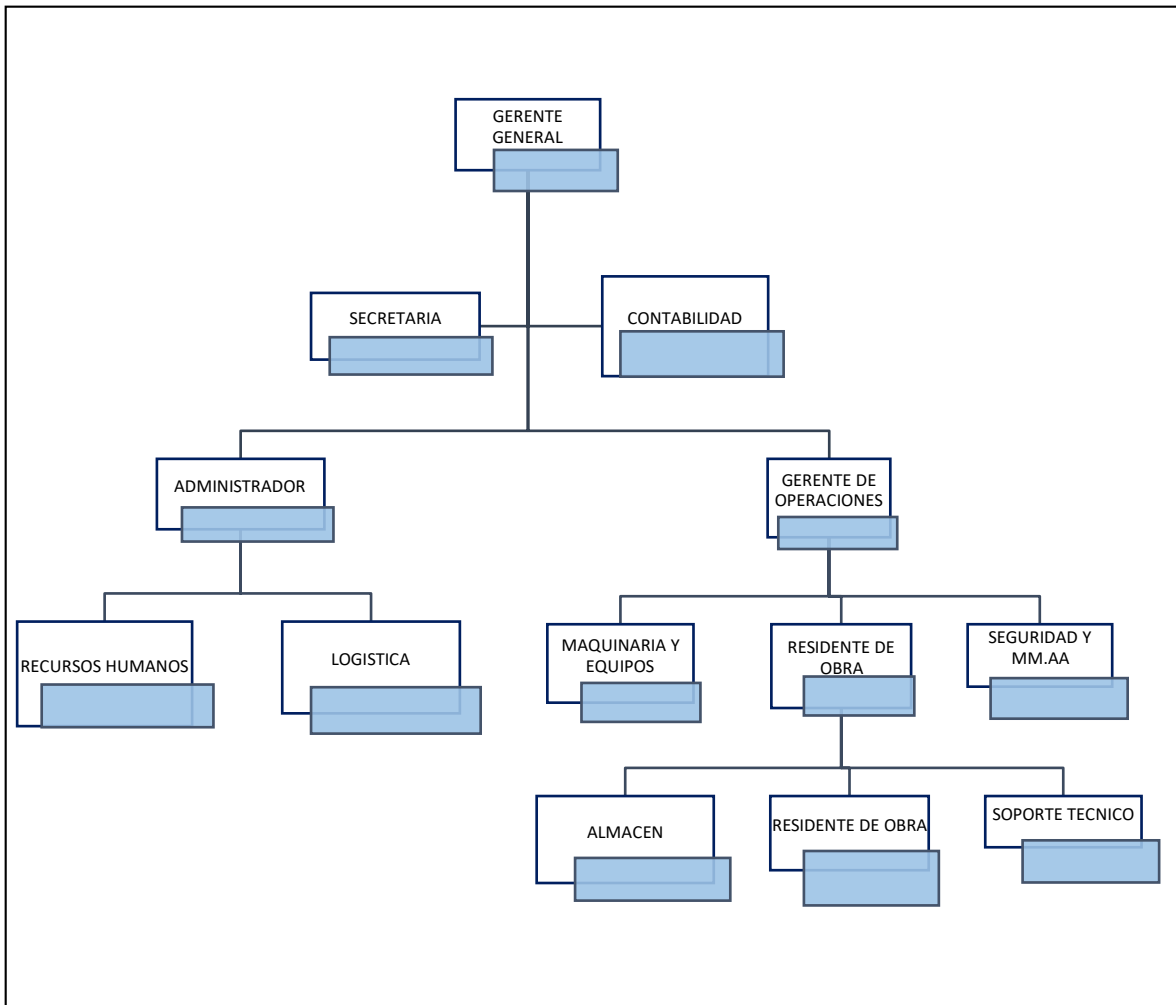 GERENTE
GENERAL
SECRETARIA
CONTABILIDAD
ADMINISTRADOR
GERENTE DE
OPERACIONES
RECURSOS HUMANOS
LOGISTICA
MAQUINARIA Y
EQUIPOS
RESIDENTE DE
OBRA
SEGURIDAD Y
MM.AA
ALMACEN
RESIDENTE DE OBRA
SOPORTE TECNICO